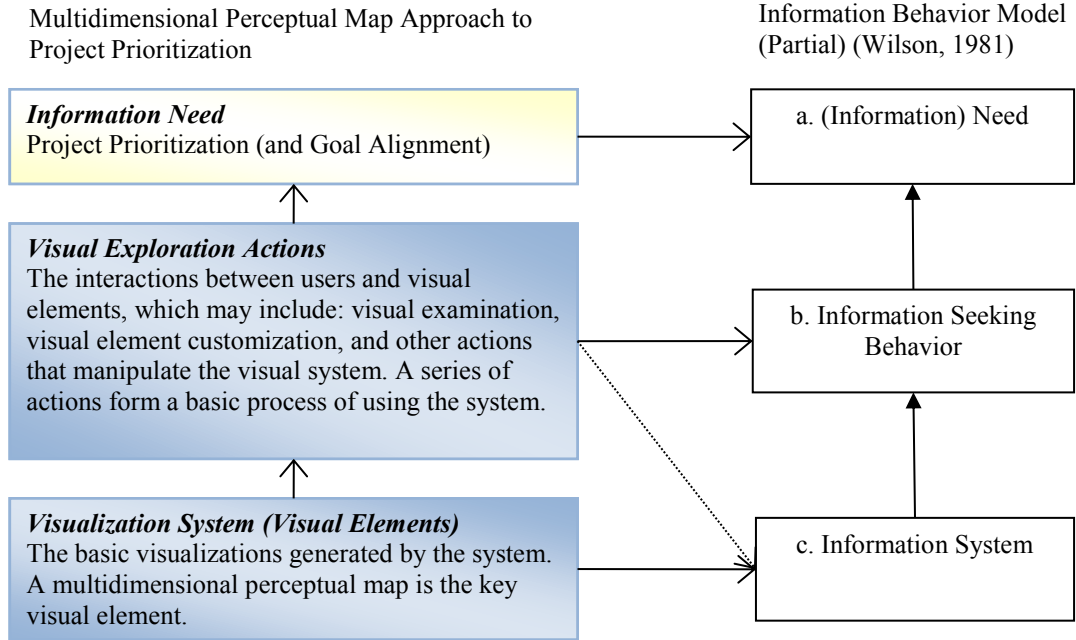 Multidimensional Perceptual Map Approach to
Project Prioritization
Information Behavior Model
(Partial) (Wilson, 1981)
Information Need
Project Prioritization (and Goal Alignment)
a. (Information) Need
Visual Exploration Actions
The interactions between users and visual
elements, which may include: visual examination,
visual element customization, and other actions
that manipulate the visual system. A series of
actions form a basic process of using the system.
b. Information Seeking
Behavior
Visualization System (Visual Elements)
The basic visualizations generated by the system.
A multidimensional perceptual map is the key
visual element.
c. Information System